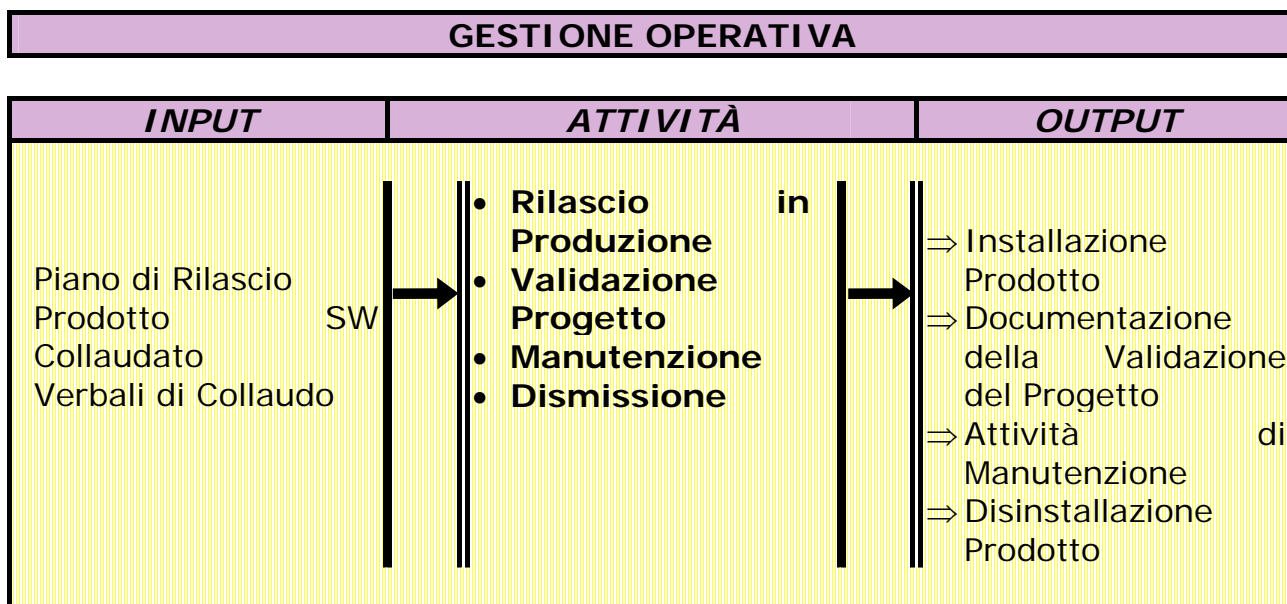 GESTIONE OPERATIVA
INPUT
ATTIVITÀ
OUTPUT
Piano di Rilascio
Prodotto SW
Collaudato
Verbali di Collaudo
• Rilascio in
Produzione
• Validazione
Progetto
• Manutenzione
• Dismissione
⇒ Installazione
Prodotto
⇒ Documentazione
della Validazione
del Progetto
⇒ Attività di
Manutenzione
⇒ Disinstallazione
Prodotto